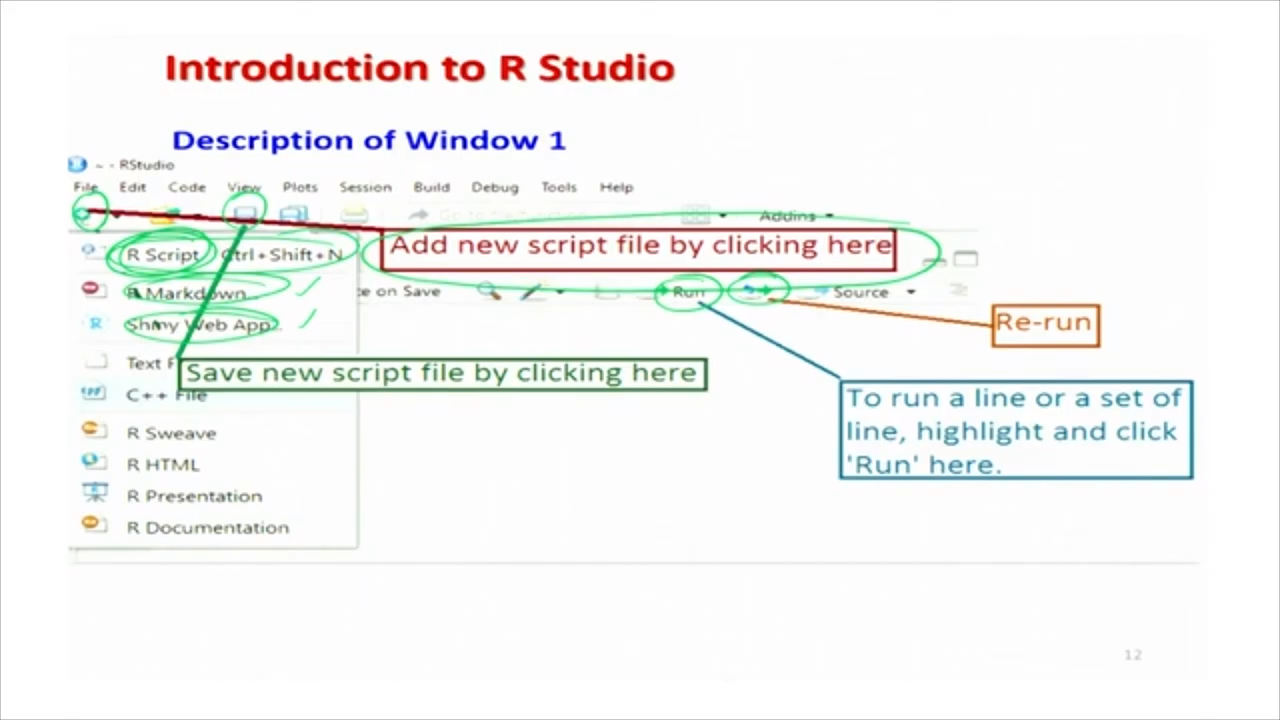 Introduction to R Studio
Description of Window 1
~ - RStudio
File Edit Code View Plots Session Build Debug Tools Help
Addins
Add new script file by clicking here
R Script Ctrl+Shift+N
R Markdown...
e on Save Run Source
Shiny Web App...
Re-run
Text F
Save new script file by clicking here
C++ File
To run a line or a set of
line, highlight and click
'Run' here.
R Sweave
R HTML
R Presentation
R Documentation
12